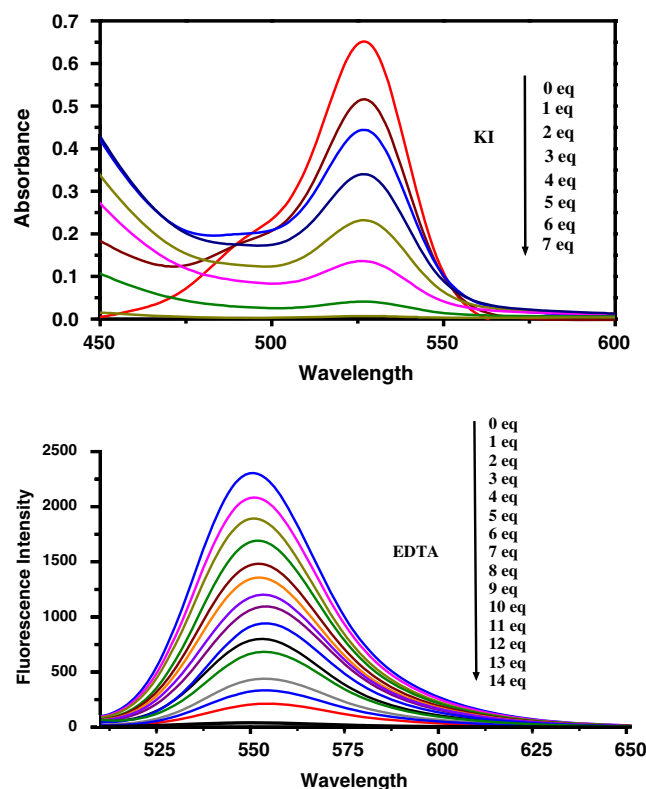 0.7
0.6
0.5
0.4
0.3
0.2
0.1
0.0
Absorbance
KI
0 eq
1 eq
2 eq
3 eq
4 eq
5 eq
6 eq
7 eq
450
500
550
600
Wavelength
2500
2000
1500
1000
500
0
Fluorescence Intensity
EDTA
0 eq
1 eq
2 eq
3 eq
4 eq
5 eq
6 eq
7 eq
8 eq
9 eq
10 eq
11 eq
12 eq
13 eq
14 eq
525
550
575
600
625
650
Wavelength